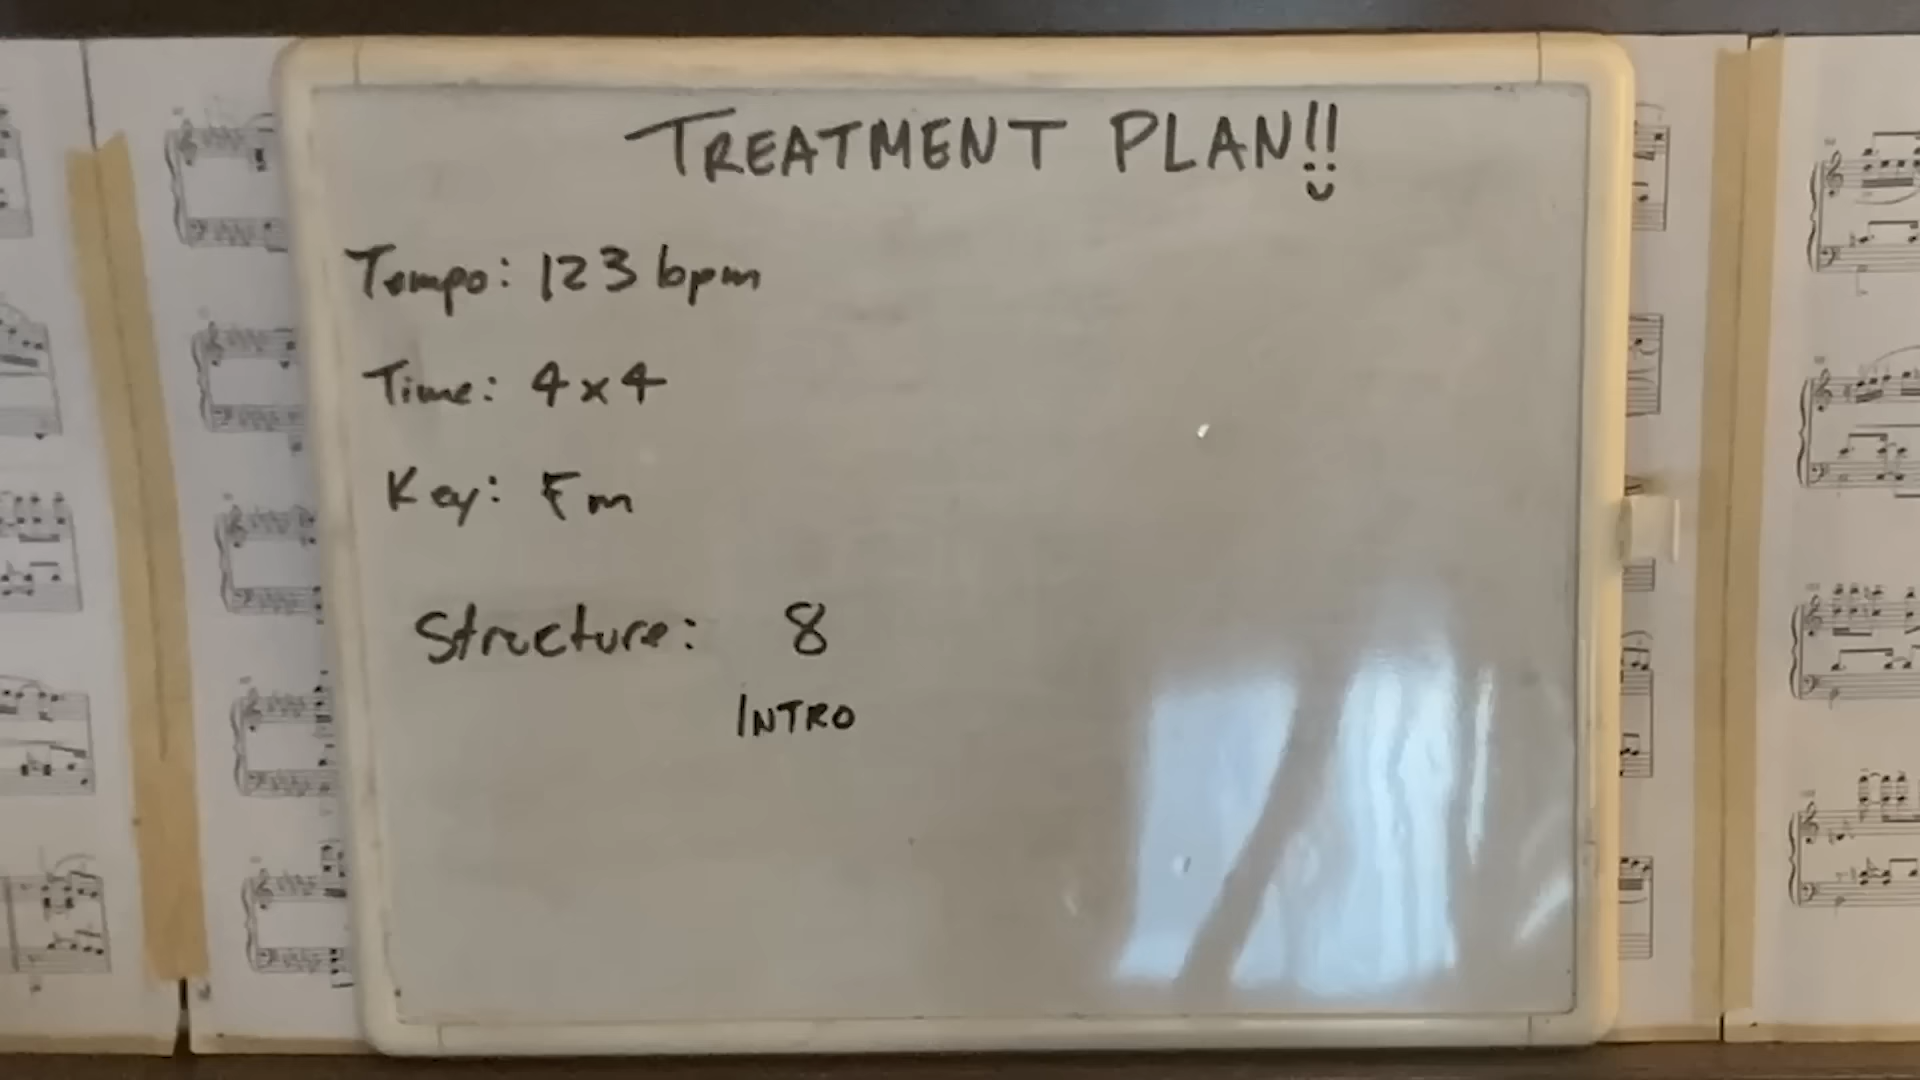 TREATMENT PLAN!!
Tempo: 123 bpm
Time: 4x4
Key: Fm
Structure: 8
INTRO